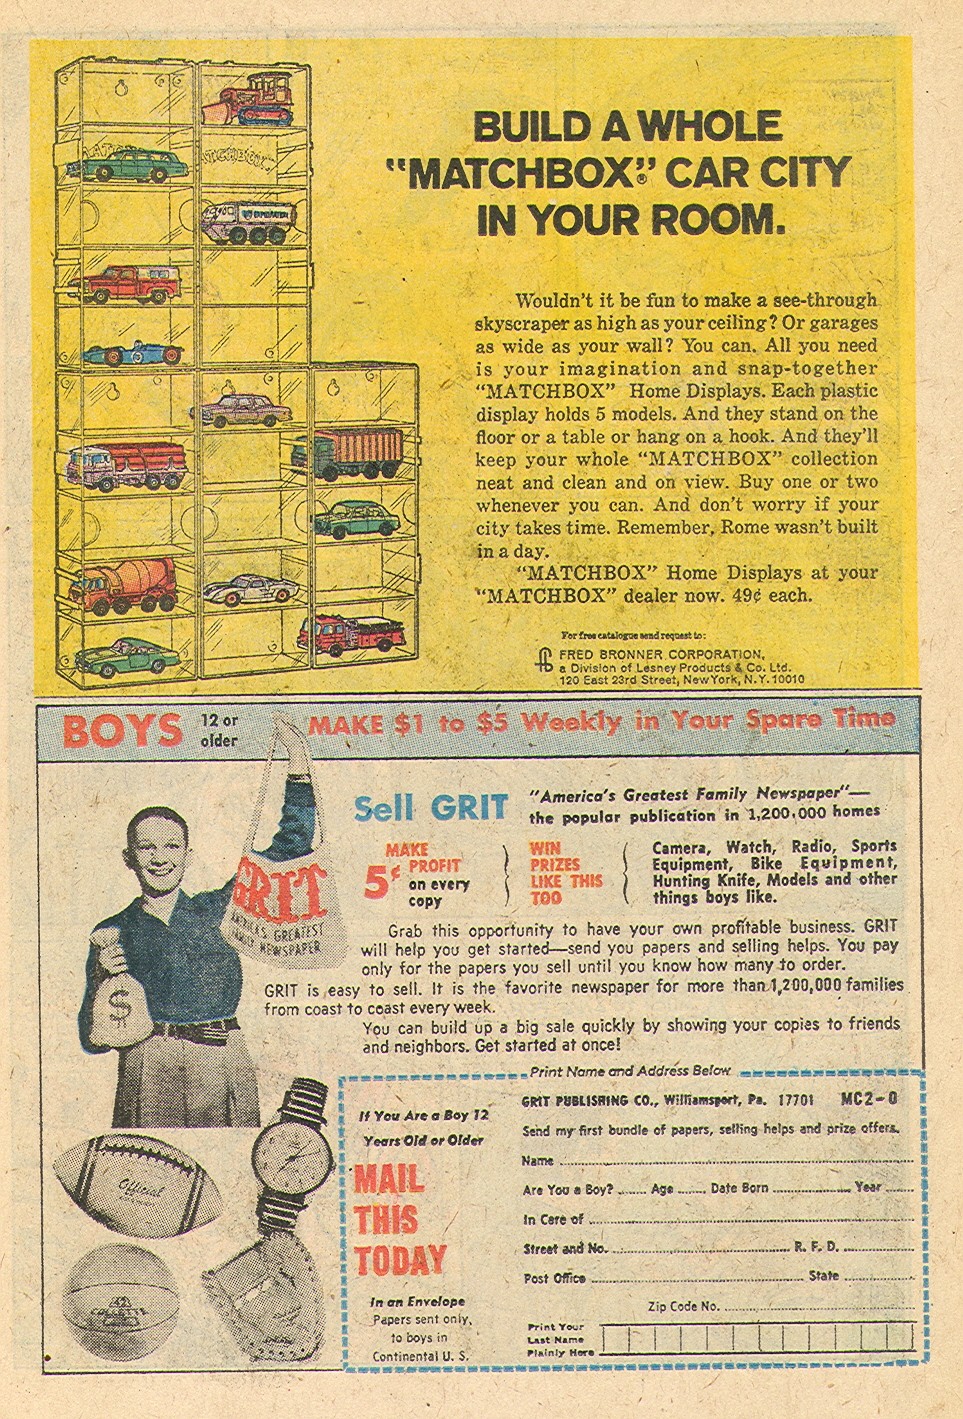 BUILD A WHOLE
“MATCHBOX®” CAR CITY
IN YOUR ROOM.
Wouldn't it be fun to make a see-through
skyscraper as high as your ceiling? Or garages
as wide as your wall? You can. All you need
is your imagination and snap-together
“MATCHBOX” Home Displays. Each plastic
display holds 5 models. And they stand on the
floor or a table or hang on a hook. And they'll
keep your whole “MATCHBOX” collection
neat and clean and on view. Buy one or two
whenever you can. And don't worry if your
city takes time. Remember, Rome wasn't built
in a day.
“MATCHBOX” Home Displays at your
“MATCHBOX” dealer now. 49¢ each.
For free catalogue send request to:
FRED BRONNER CORPORATION,
a Division of Lesney Products & Co. Ltd.
120 East 23rd Street, New York, N.Y. 10010
BOYS 12 or older MAKE $1 to $5 Weekly in Your Spare Time
Sell GRIT "America's Greatest Family Newspaper"—
the popular publication in 1,200,000 homes
MAKE
5¢ PROFIT
on every
copy
WIN
PRIZES
LIKE THIS
TOO
Camera, Watch, Radio, Sports
Equipment, Bike Equipment,
Hunting Knife, Models and other
things boys like.
GRIT
AMERICA'S GREATEST
FAMILY NEWSPAPER
$
Grab this opportunity to have your own profitable business. GRIT
will help you get started—send you papers and selling helps. You pay
only for the papers you sell until you know how many to order.
GRIT is easy to sell. It is the favorite newspaper for more than 1,200,000 families
from coast to coast every week.
You can build up a big sale quickly by showing your copies to friends
and neighbors. Get started at once!
Official
Print Name and Address Below
If You Are a Boy 12
Years Old or Older
MAIL
THIS
TODAY
In an Envelope
Papers sent only,
to boys in
Continental U. S.
GRIT PUBLISHING CO., Williamsport, Pa. 17701 MC2-0
Send my first bundle of papers, selling helps and prize offers.
Name
Are You a Boy? Age Date Born Year
In Care of
Street and No. R. F. D.
Post Office State
Zip Code No.
Print Your
Last Name
Plainly Here